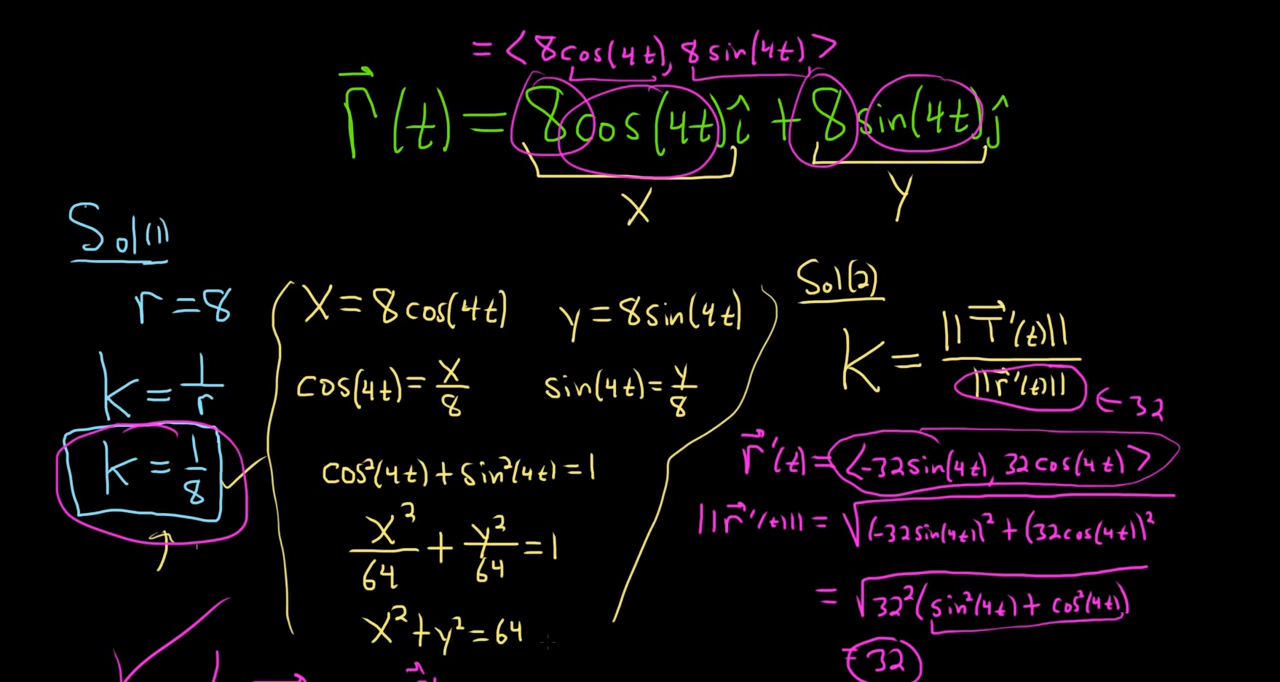 = <8cos(4t), 8sin(4t)>
r⃗(t) = 8cos(4t)î + 8sin(4t)ĵ
X Y
Sol(1)
r = 8
K = 1/r
K = 1/8
X = 8cos(4t) y = 8sin(4t)
cos(4t) = X/8 sin(4t) = y/8
cos²(4t) + sin²(4t) = 1
X²/64 + y²/64 = 1
X² + y² = 64
Sol(2)
K = ||T⃗'(t)|| / ||r⃗'(t)|| ← 32
r⃗'(t) = <-32sin(4t), 32cos(4t)>
||r⃗'(t)|| = √(-32sin(4t))² + (32cos(4t))²
= √32²(sin²(4t) + cos²(4t))
= 32